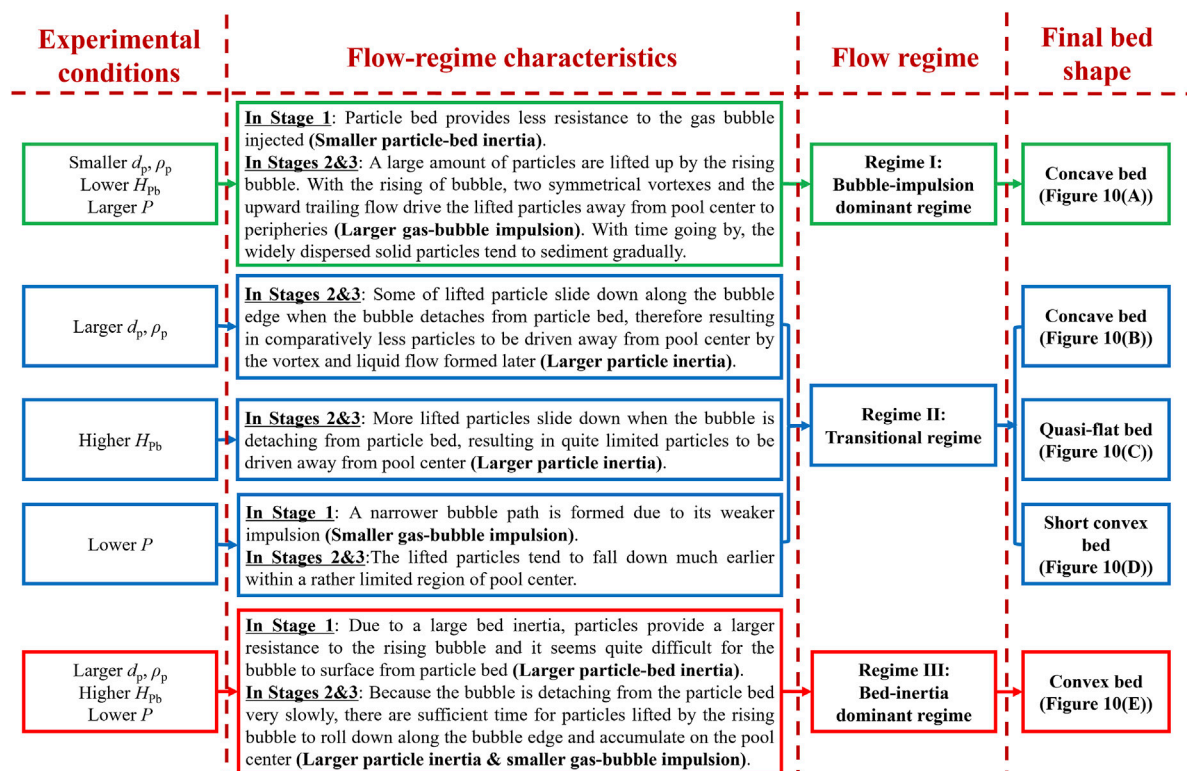 Experimental
conditions
Flow-regime characteristics
Flow regime
Final bed
shape
Smaller dp, ρp
Lower HPb
Larger P
In Stage 1: Particle bed provides less resistance to the gas bubble
injected (Smaller particle-bed inertia).
In Stages 2&3: A large amount of particles are lifted up by the rising
bubble. With the rising of bubble, two symmetrical vortexes and the
upward trailing flow drive the lifted particles away from pool center to
peripheries (Larger gas-bubble impulsion). With time going by, the
widely dispersed solid particles tend to sediment gradually.
Regime I:
Bubble-impulsion
dominant regime
Concave bed
(Figure 10(A))
Larger dp, ρp
In Stages 2&3: Some of lifted particle slide down along the bubble
edge when the bubble detaches from particle bed, therefore resulting
in comparatively less particles to be driven away from pool center by
the vortex and liquid flow formed later (Larger particle inertia).
Higher HPb
In Stages 2&3: More lifted particles slide down when the bubble is
detaching from particle bed, resulting in quite limited particles to be
driven away from pool center (Larger particle inertia).
Lower P
In Stage 1: A narrower bubble path is formed due to its weaker
impulsion (Smaller gas-bubble impulsion).
In Stages 2&3:The lifted particles tend to fall down much earlier
within a rather limited region of pool center.
Regime II:
Transitional regime
Concave bed
(Figure 10(B))
Quasi-flat bed
(Figure 10(C))
Short convex
bed
(Figure 10(D))
Larger dp, ρp
Higher HPb
Lower P
In Stage 1: Due to a large bed inertia, particles provide a larger
resistance to the rising bubble and it seems quite difficult for the
bubble to surface from particle bed (Larger particle-bed inertia).
In Stages 2&3: Because the bubble is detaching from the particle bed
very slowly, there are sufficient time for particles lifted by the rising
bubble to roll down along the bubble edge and accumulate on the pool
center (Larger particle inertia & smaller gas-bubble impulsion).
Regime III:
Bed-inertia
dominant regime
Convex bed
(Figure 10(E))